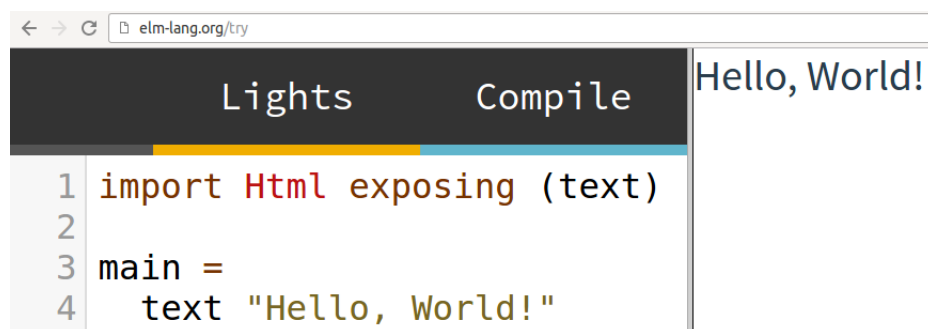 elm-lang.org/try
Lights Compile
Hello, World!
1 import Html exposing (text)
2
3 main =
4   text "Hello, World!"